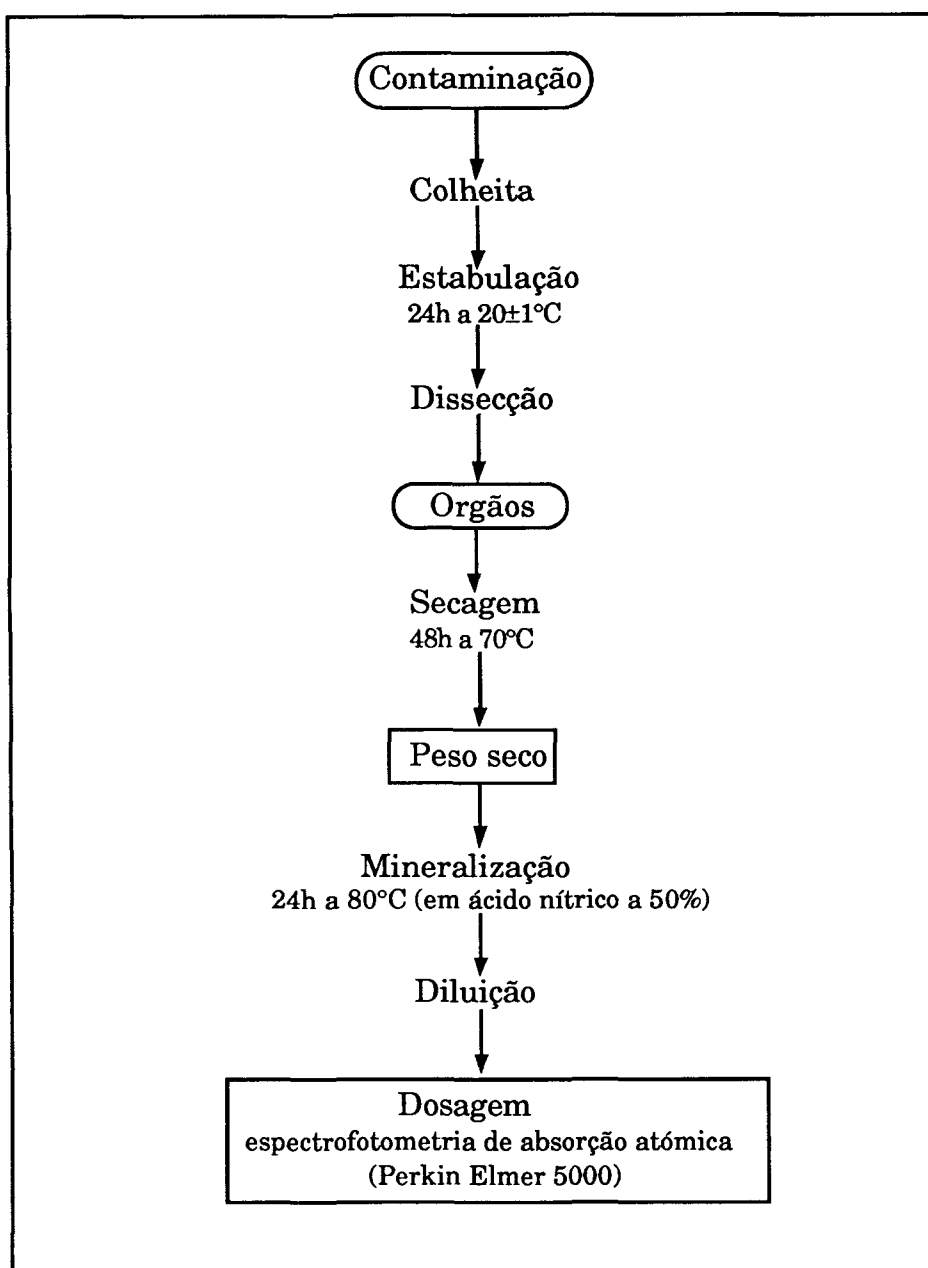 Contaminação
Colheita
Estabulação
24h a 20±1°C
Dissecção
Orgãos
Secagem
48h a 70°C
Peso seco
Mineralização
24h a 80°C (em ácido nítrico a 50%)
Diluição
Dosagem
espectrofotometria de absorção atómica
(Perkin Elmer 5000)